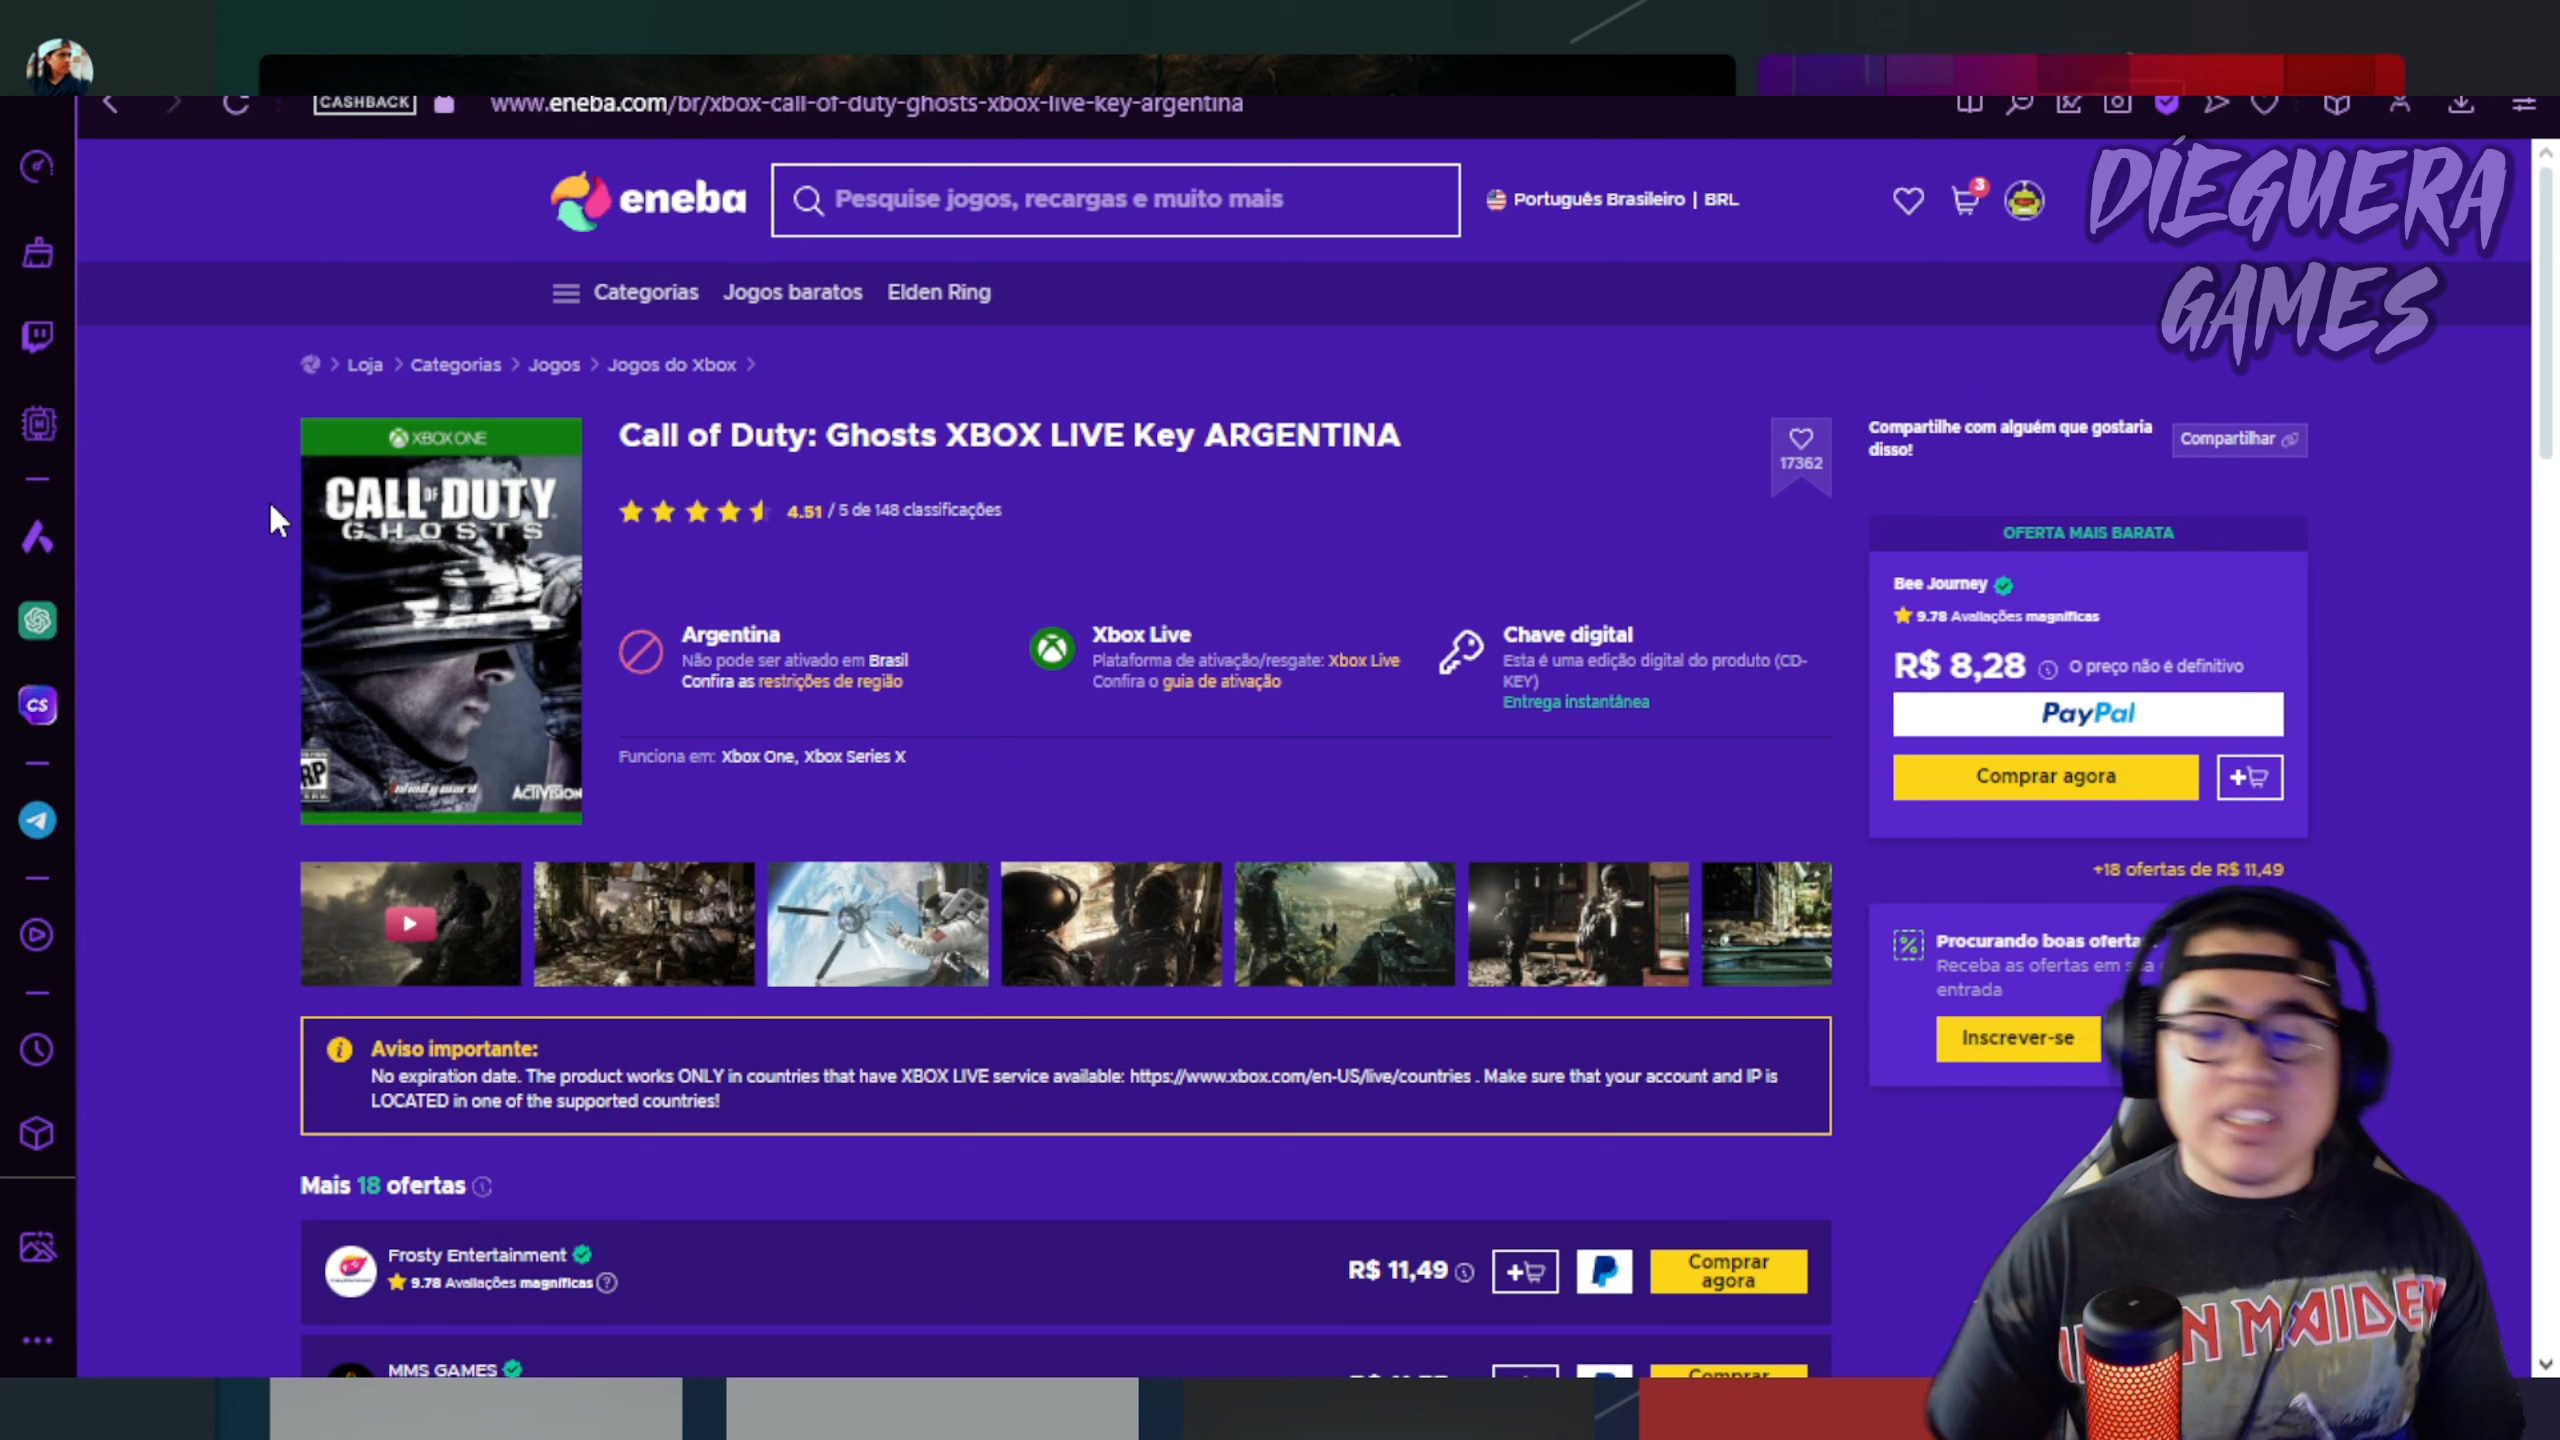 CASHBACK
www.eneba.com/br/xbox-call-of-duty-ghosts-xbox-live-key-argentina
DIEGUERA
GAMES
eneba
Pesquise jogos, recargas e muito mais
Português Brasileiro | BRL
3
Categorias
Jogos baratos
Elden Ring
Loja
Categorias
Jogos
Jogos do Xbox
XBOX ONE
CALL OF DUTY
GHOSTS
RP
Infinity ward
ACTIVISION
Call of Duty: Ghosts XBOX LIVE Key ARGENTINA
4.51 / 5 de 148 classificações
17362
Argentina
Não pode ser ativado em Brasil
Confira as restrições de região
Xbox Live
Plataforma de ativação/resgate: Xbox Live
Confira o guia de ativação
Chave digital
Esta é uma edição digital do produto (CD-
KEY)
Entrega instantânea
Funciona em: Xbox One, Xbox Series X
Compartilhe com alguém que gostaria
disso!
Compartilhar
OFERTA MAIS BARATA
Bee Journey
9.78 Avaliações magníficas
R$ 8,28
O preço não é definitivo
PayPal
Comprar agora
+18 ofertas de R$ 11,49
Procurando boas oferta
Receba as ofertas em
entrada
Inscrever-se
Aviso importante:
No expiration date. The product works ONLY in countries that have XBOX LIVE service available: https://www.xbox.com/en-US/live/countries . Make sure that your account and IP is
LOCATED in one of the supported countries!
Mais 18 ofertas
Frosty Entertainment
9.78 Avaliações magníficas
R$ 11,49
Comprar
agora
MMS GAMES
Comprar
CS
N MAIDEN